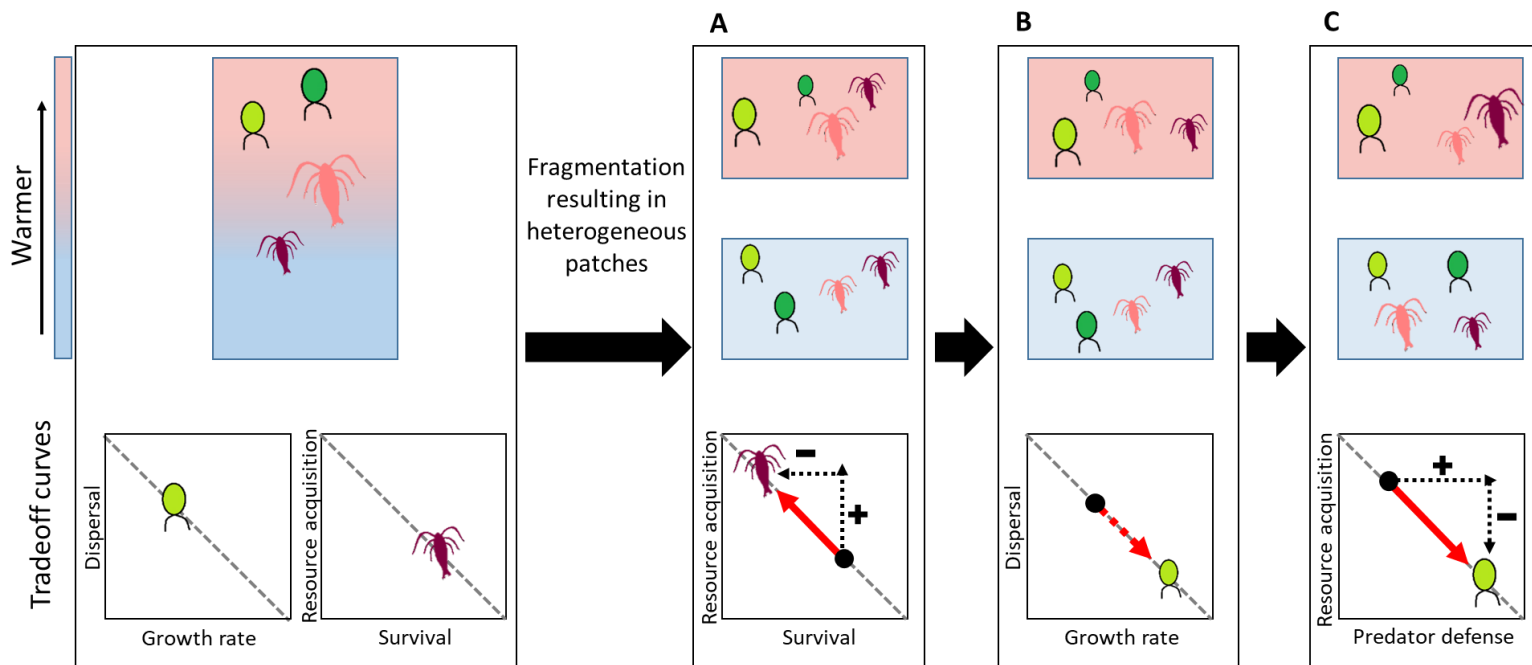 A
B
C
Warmer
Fragmentation
resulting in
heterogeneous
patches
Tradeoff curves
Dispersal
Growth rate
Resource acquisition
Survival
Resource acquisition
−
+
Survival
Dispersal
Growth rate
Resource acquisition
+
−
Predator defense